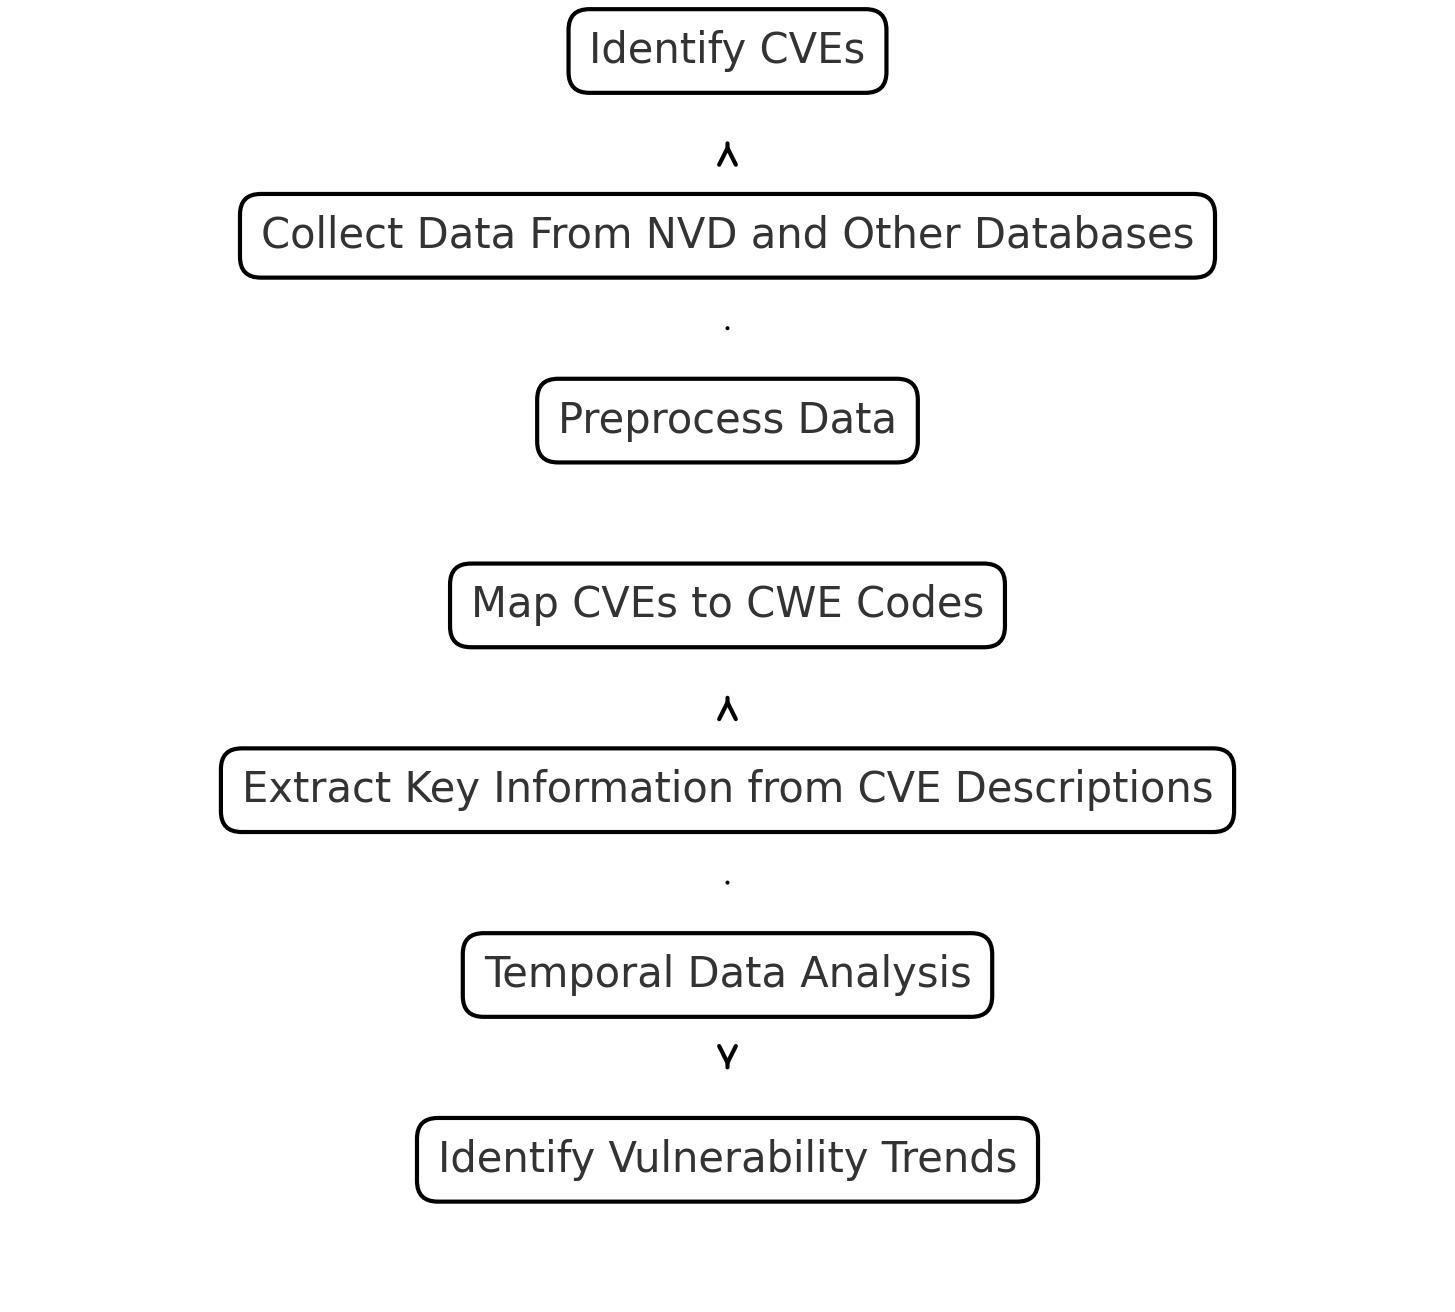 Identify CVEs
Collect Data From NVD and Other Databases
Preprocess Data
Map CVEs to CWE Codes
Extract Key Information from CVE Descriptions
Temporal Data Analysis
Identify Vulnerability Trends